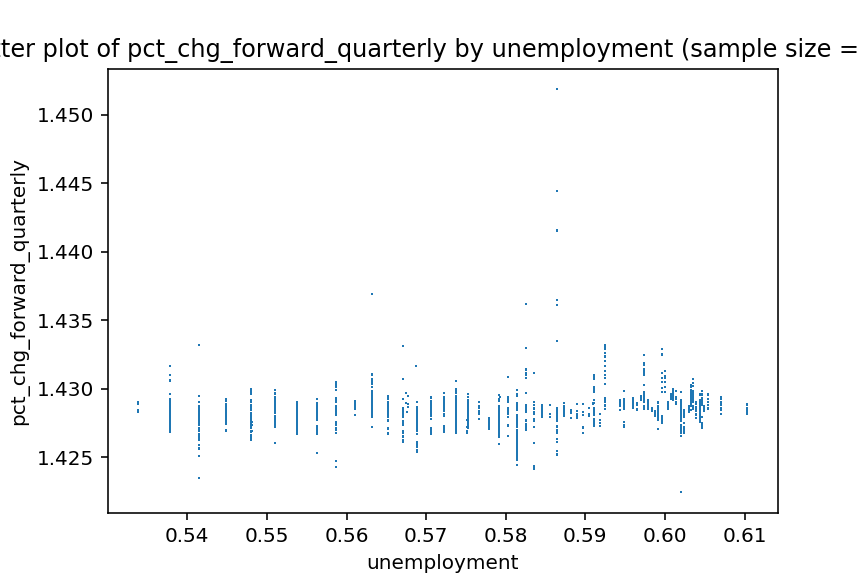 plot of pct_chg_forward_quarterly by unemployment (sample size =
1.450
1.445
1.440
1.435
1.430
1.425
pct_chg_forward_quarterly
0.54 0.55 0.56 0.57 0.58 0.59 0.60 0.61
unemployment